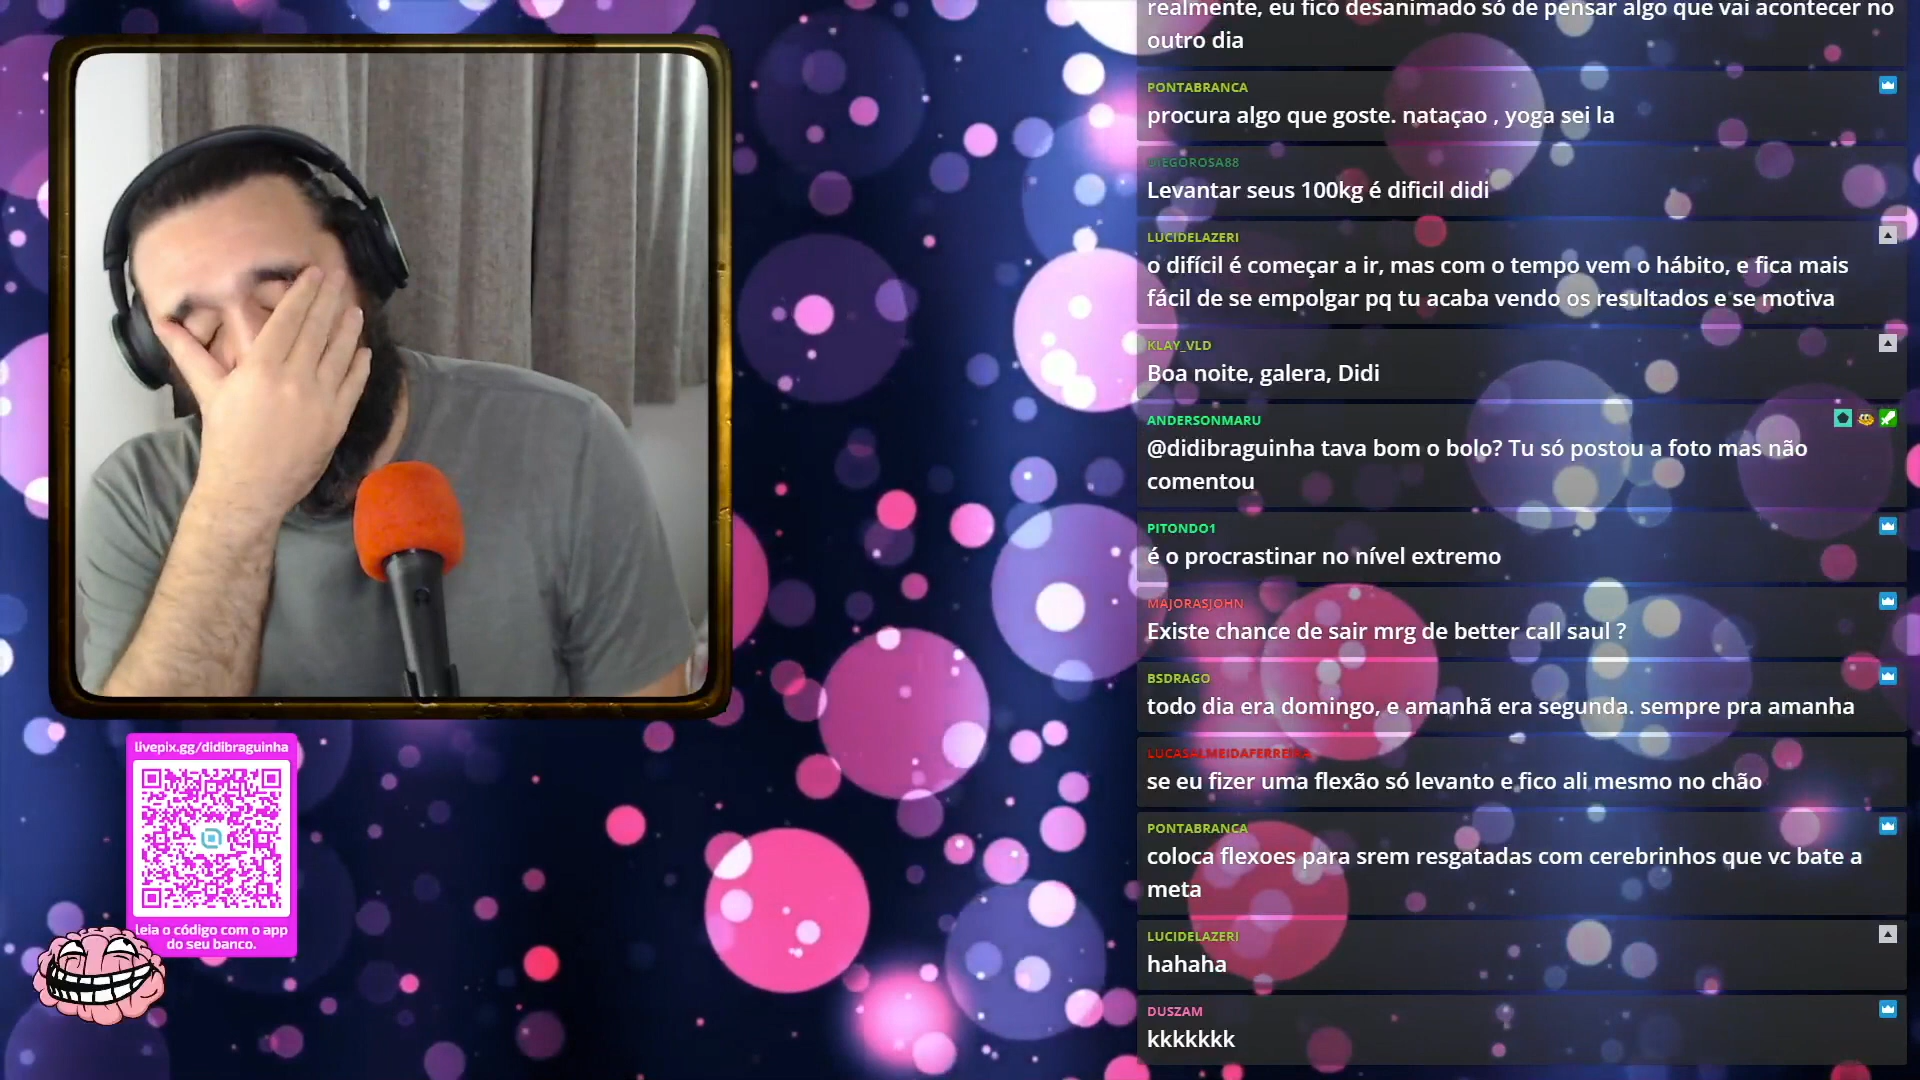 realmente, eu fico desanimado só de pensar algo que vai acontecer no
outro dia
PONTABRANCA
procura algo que goste. nataçao , yoga sei la
DIEGOROSA88
Levantar seus 100kg é dificil didi
LUCIDELAZERI
o difícil é começar a ir, mas com o tempo vem o hábito, e fica mais
fácil de se empolgar pq tu acaba vendo os resultados e se motiva
KLAY_VLD
Boa noite, galera, Didi
ANDERSONMARU
@didibraguinha tava bom o bolo? Tu só postou a foto mas não
comentou
PITONDO1
é o procrastinar no nível extremo
MAJORASJOHN
Existe chance de sair mrg de better call saul ?
BSDRAGO
todo dia era domingo, e amanhã era segunda. sempre pra amanha
LUCASALMEIDAFERREIRA
se eu fizer uma flexão só levanto e fico ali mesmo no chão
PONTABRANCA
coloca flexoes para srem resgatadas com cerebrinhos que vc bate a
meta
LUCIDELAZERI
hahaha
DUSZAM
kkkkkkk
livepix.gg/didibraguinha
Leia o código com o app
do seu banco.